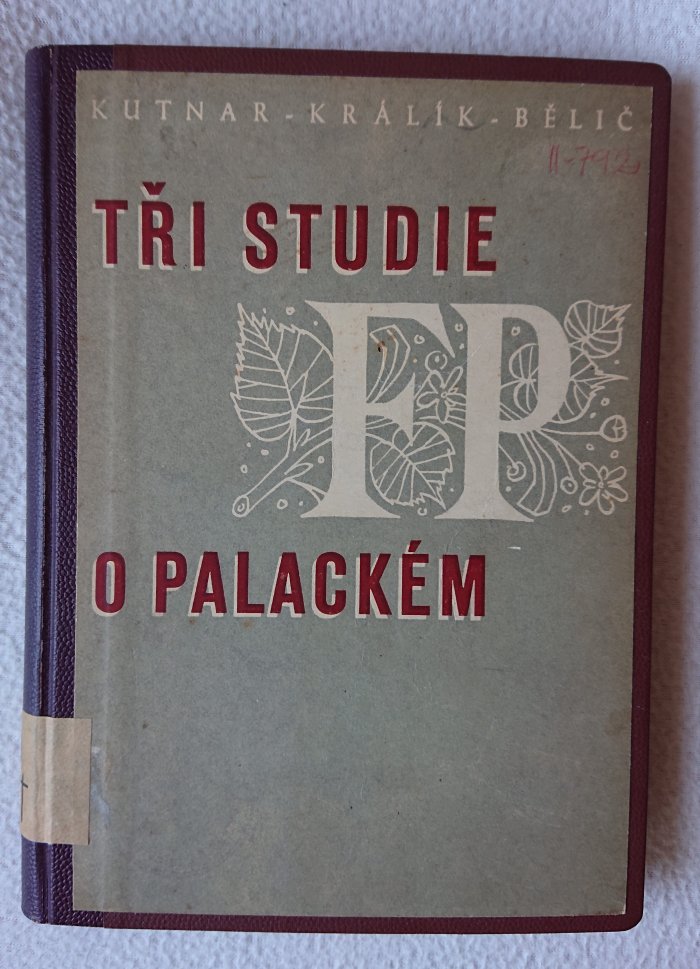 KUTNAR - KRÁLÍK - BĚLIČ
II-792
TŘI STUDIE
FP
O PALACKÉM